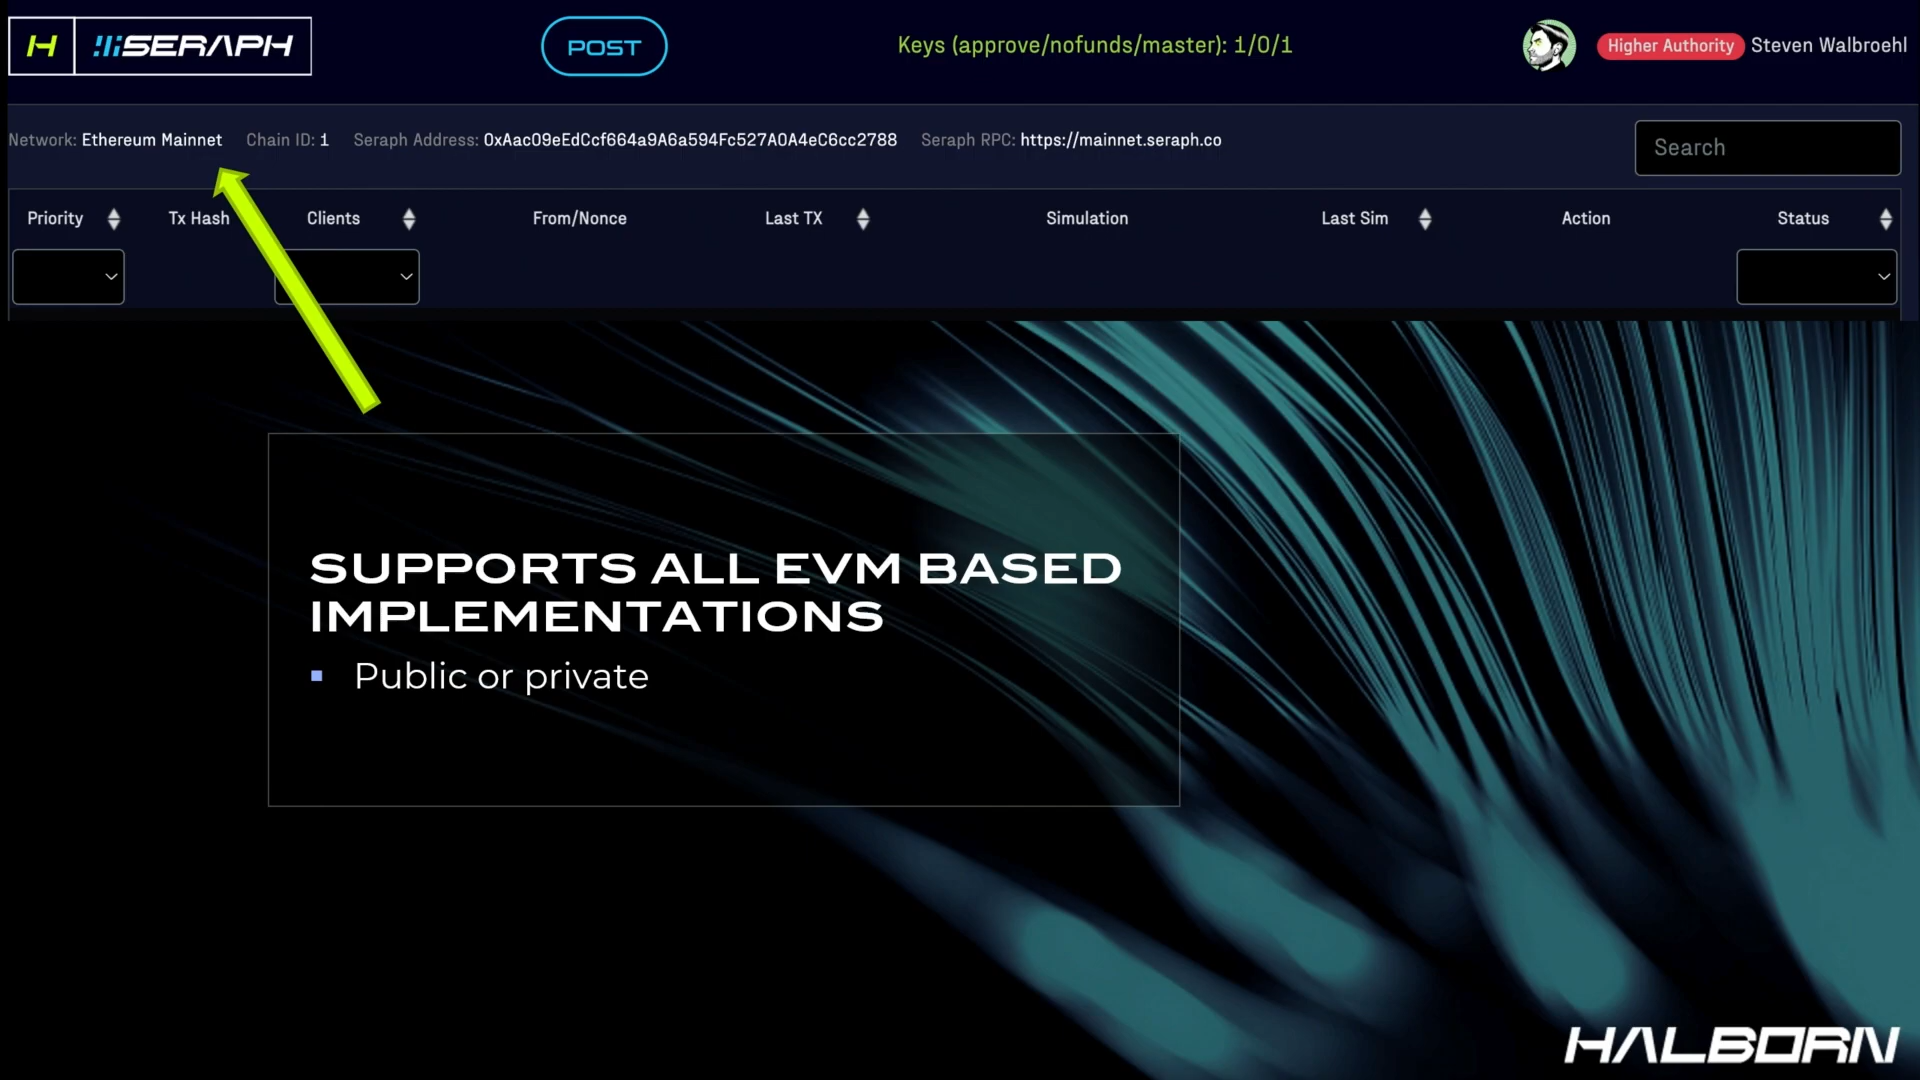 H SERAPH
POST
Keys (approve/nofunds/master): 1/0/1
Higher Authority Steven Walbroehl
Network: Ethereum Mainnet Chain ID: 1 Seraph Address: 0xAac09eEdCcf664a9A6a594Fc527A0A4eC6cc2788 Seraph RPC: https://mainnet.seraph.co
Search
Priority Tx Hash Clients From/Nonce Last TX Simulation Last Sim Action Status
SUPPORTS ALL EVM BASED
IMPLEMENTATIONS
▪ Public or private
HALBORN